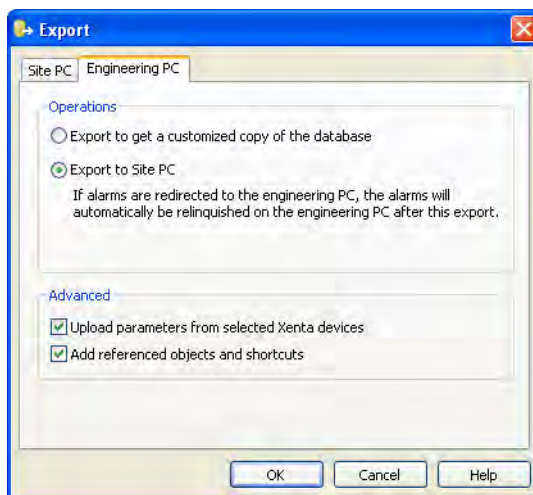 Export
Site PC Engineering PC
Operations
Export to get a customized copy of the database
Export to Site PC
If alarms are redirected to the engineering PC, the alarms will
automatically be relinquished on the engineering PC after this export.
Advanced
Upload parameters from selected Xenta devices
Add referenced objects and shortcuts
OK Cancel Help